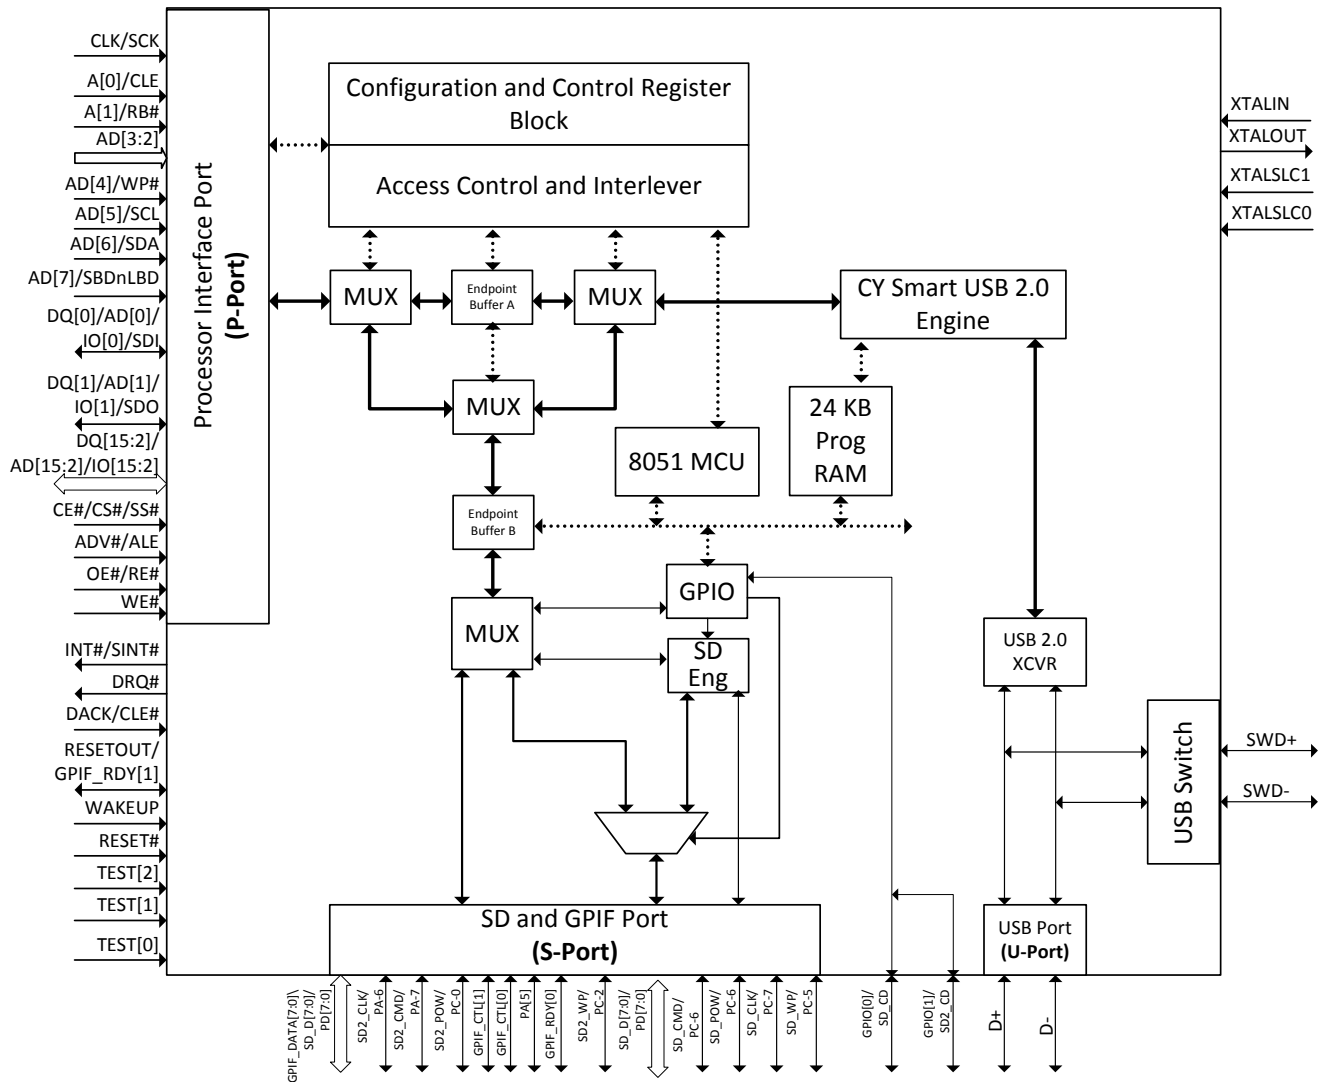 CLK/SCK
A[0]/CLE
A[1]/RB#
AD[3:2]
AD[4]/WP#
AD[5]/SCL
AD[6]/SDA
AD[7]/SBDnLBD
DQ[0]/AD[0]/
IO[0]/SDI
DQ[1]/AD[1]/
IO[1]/SDO
DQ[15:2]/
AD[15:2]/IO[15:2]
CE#/CS#/SS#
ADV#/ALE
OE#/RE#
WE#
INT#/SINT#
DRQ#
DACK/CLE#
RESETOUT/
GPIF_RDY[1]
WAKEUP
RESET#
TEST[2]
TEST[1]
TEST[0]
Processor Interface Port
(P-Port)
Configuration and Control Register
Block
Access Control and Interlever
MUX
Endpoint
Buffer A
MUX
CY Smart USB 2.0
Engine
MUX
8051 MCU
24 KB
Prog
RAM
Endpoint
Buffer B
GPIO
MUX
SD
Eng
USB 2.0
XCVR
USB Switch
SD and GPIF Port
(S-Port)
USB Port
(U-Port)
XTALIN
XTALOUT
XTALSLC1
XTALSLC0
SWD+
SWD-
GPIF_DATA[7:0]\
SD_D[7:0]/
PD[7:0]
SD2_CLK/
PA-6
SD2_CMD/
PA-7
SD2_POW/
PC-0
GPIF_CTL[1]
GPIF_CTL[0]
PA[5]
GPIF_RDY[0]
SD2_WP/
PC-2
SD_D[7:0]/
PD[7:0]
SD_CMD/
PC-6
SD_POW/
PC-6
SD_CLK/
PC-7
SD_WP/
PC-5
GPIO[0]/
SD_CD
GPIO[1]/
SD2_CD
D+
D-